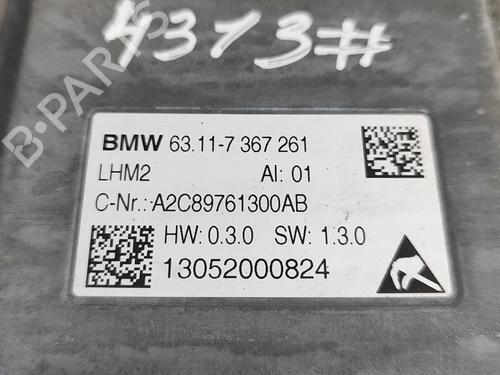 4313#
BMW 63.11-7 367 261
LHM2 AI: 01
C-Nr.: A2C89761300AB
HW: 0.3.0 SW: 1.3.0
13052000824
B-PARTS